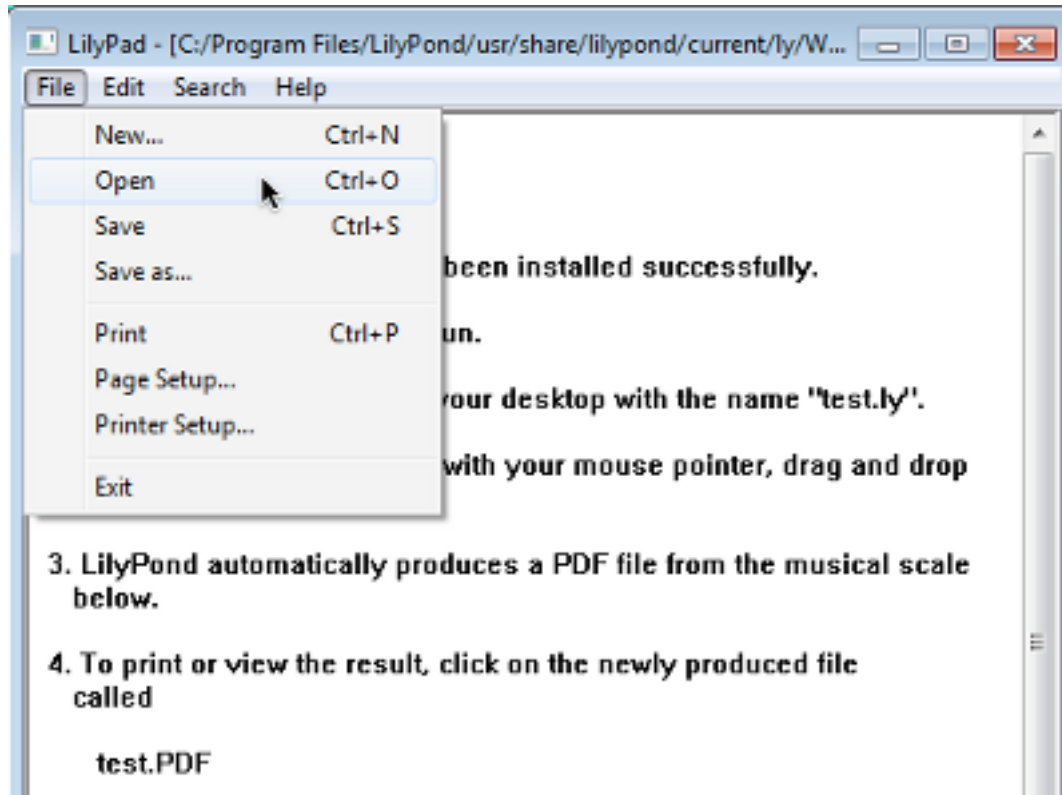 LilyPad - [C:/Program Files/LilyPond/usr/share/lilypond/current/ly/W...
File Edit Search Help
New... Ctrl+N
Open Ctrl+O
Save Ctrl+S
Save as...
been installed successfully.
Print Ctrl+P
un.
Page Setup...
your desktop with the name "test.ly".
Printer Setup...
with your mouse pointer, drag and drop
Exit
3. LilyPond automatically produces a PDF file from the musical scale
below.
4. To print or view the result, click on the newly produced file
called
test.PDF